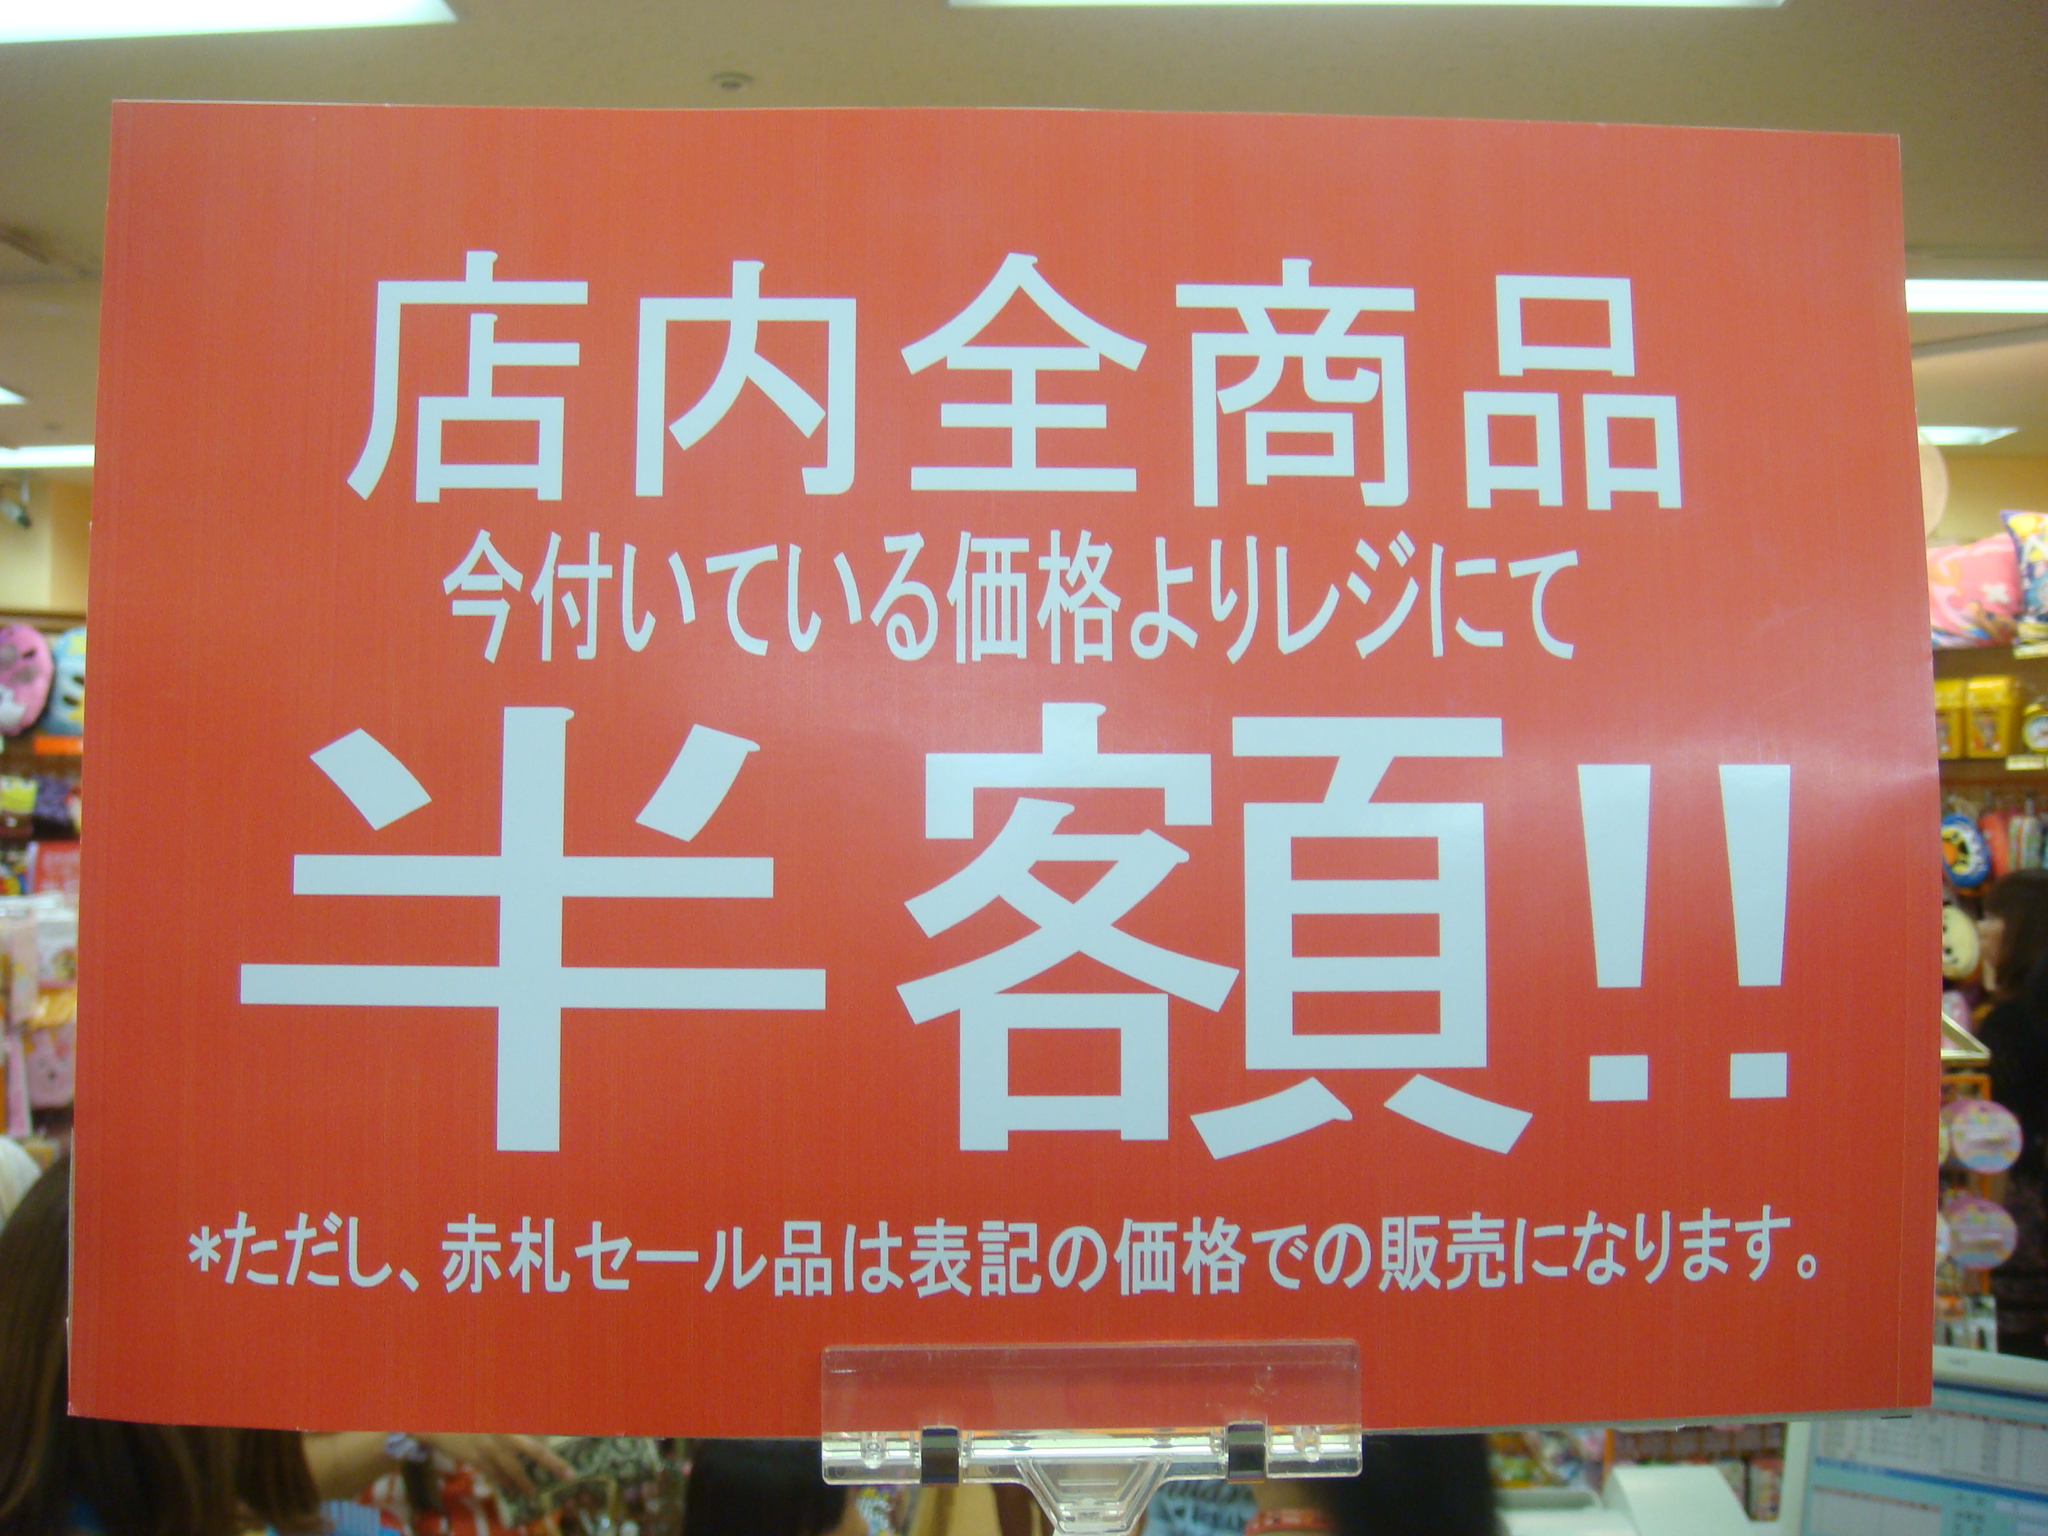 店内全商品
今付いている価格よりレジにて
半額!!
*ただし、赤札セール品は表記の価格での販売になります。